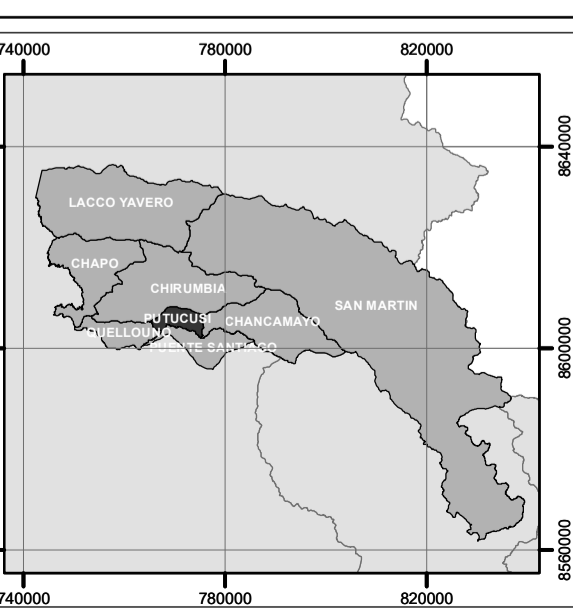 740000 780000 820000
8640000
LACCO YAVERO
CHAPO
CHIRUMBIA
SAN MARTIN
PUTUCUSI
CHANCAMAYO
QUELLOUNO
PUENTE SANTIAGO
8600000
8560000
740000 780000 820000